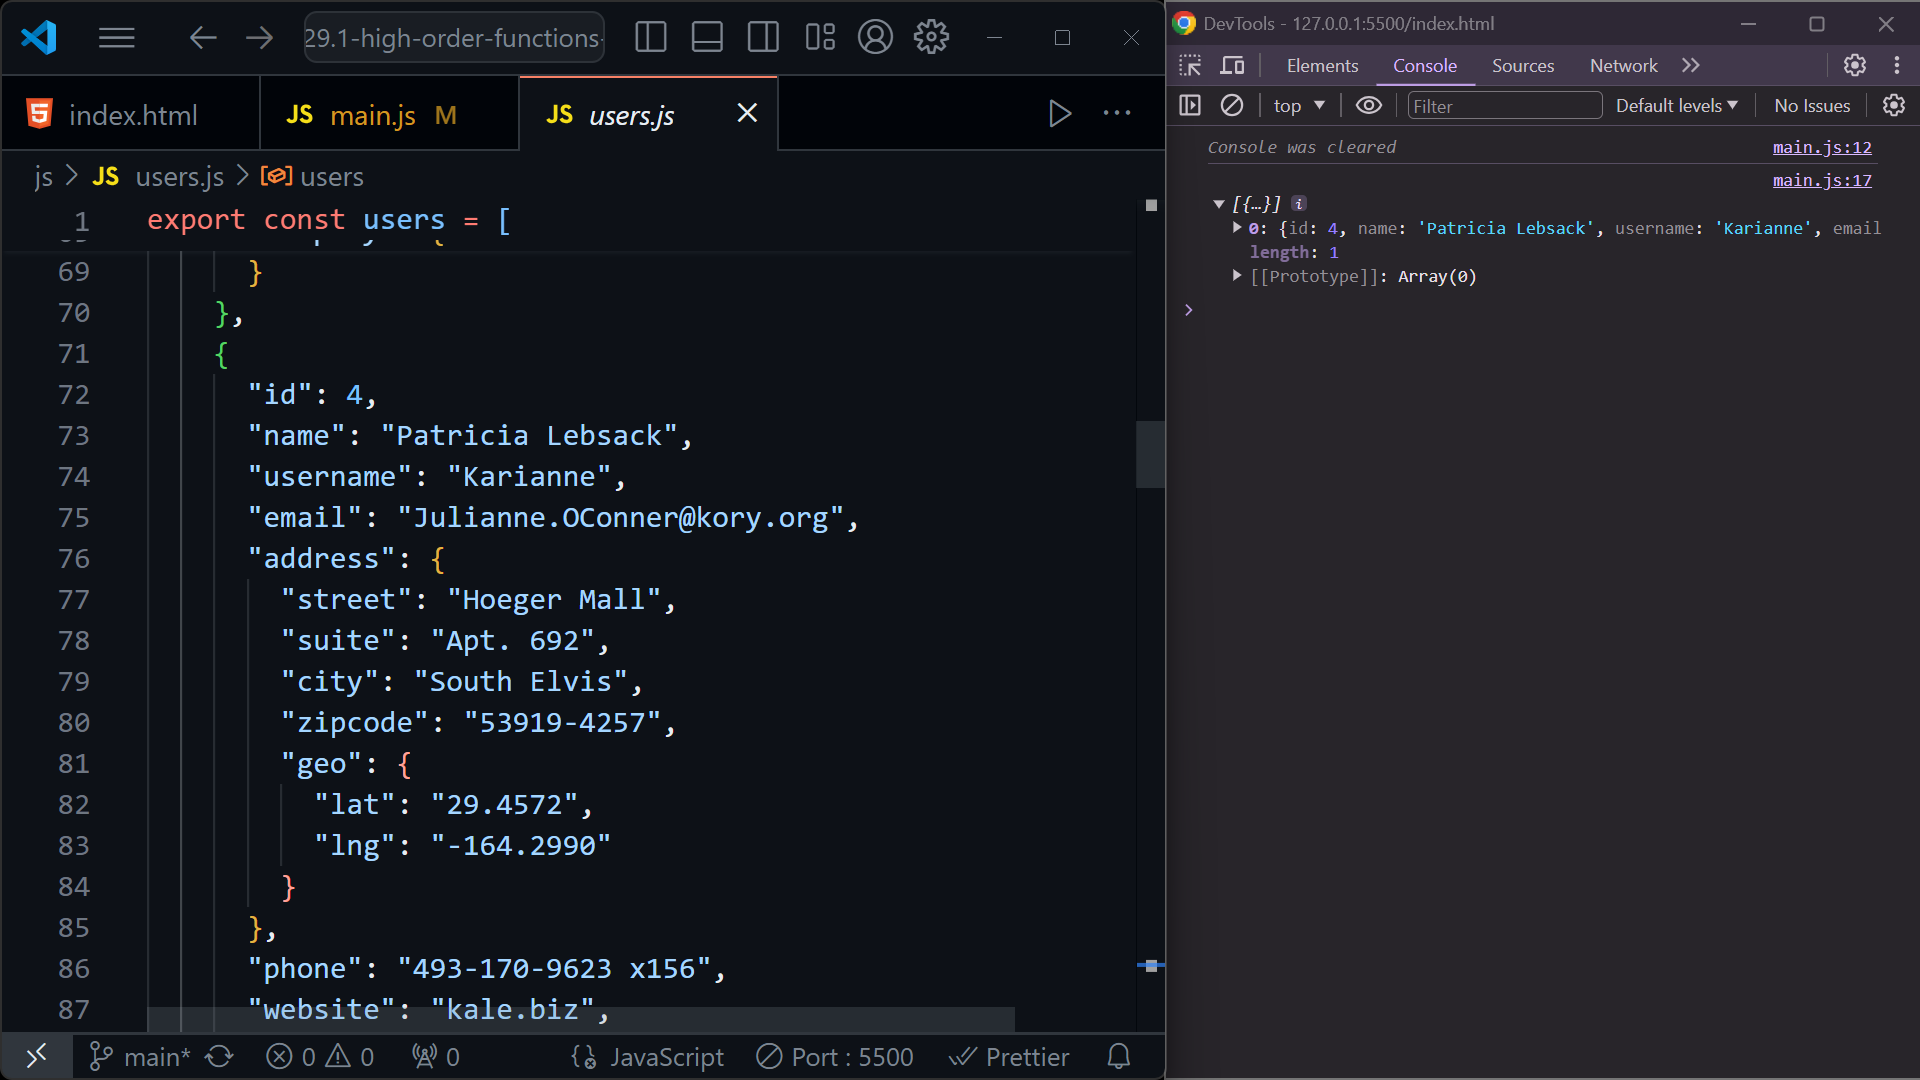 29.1-high-order-functions-
index.html
JS main.js M
JS users.js
js > JS users.js > users
1 export const users = [
69 }
70 },
71 {
72 "id": 4,
73 "name": "Patricia Lebsack",
74 "username": "Karianne",
75 "email": "Julianne.OConner@kory.org",
76 "address": {
77 "street": "Hoeger Mall",
78 "suite": "Apt. 692",
79 "city": "South Elvis",
80 "zipcode": "53919-4257",
81 "geo": {
82 "lat": "29.4572",
83 "lng": "-164.2990"
84 }
85 },
86 "phone": "493-170-9623 x156",
87 "website": "kale.biz",
main* 0 0 0 JavaScript Port : 5500 Prettier
DevTools - 127.0.0.1:5500/index.html
Elements Console Sources Network
top Filter Default levels No Issues
Console was cleared main.js:12
main.js:17
[{…}] i
0: {id: 4, name: 'Patricia Lebsack', username: 'Karianne', email
length: 1
[[Prototype]]: Array(0)